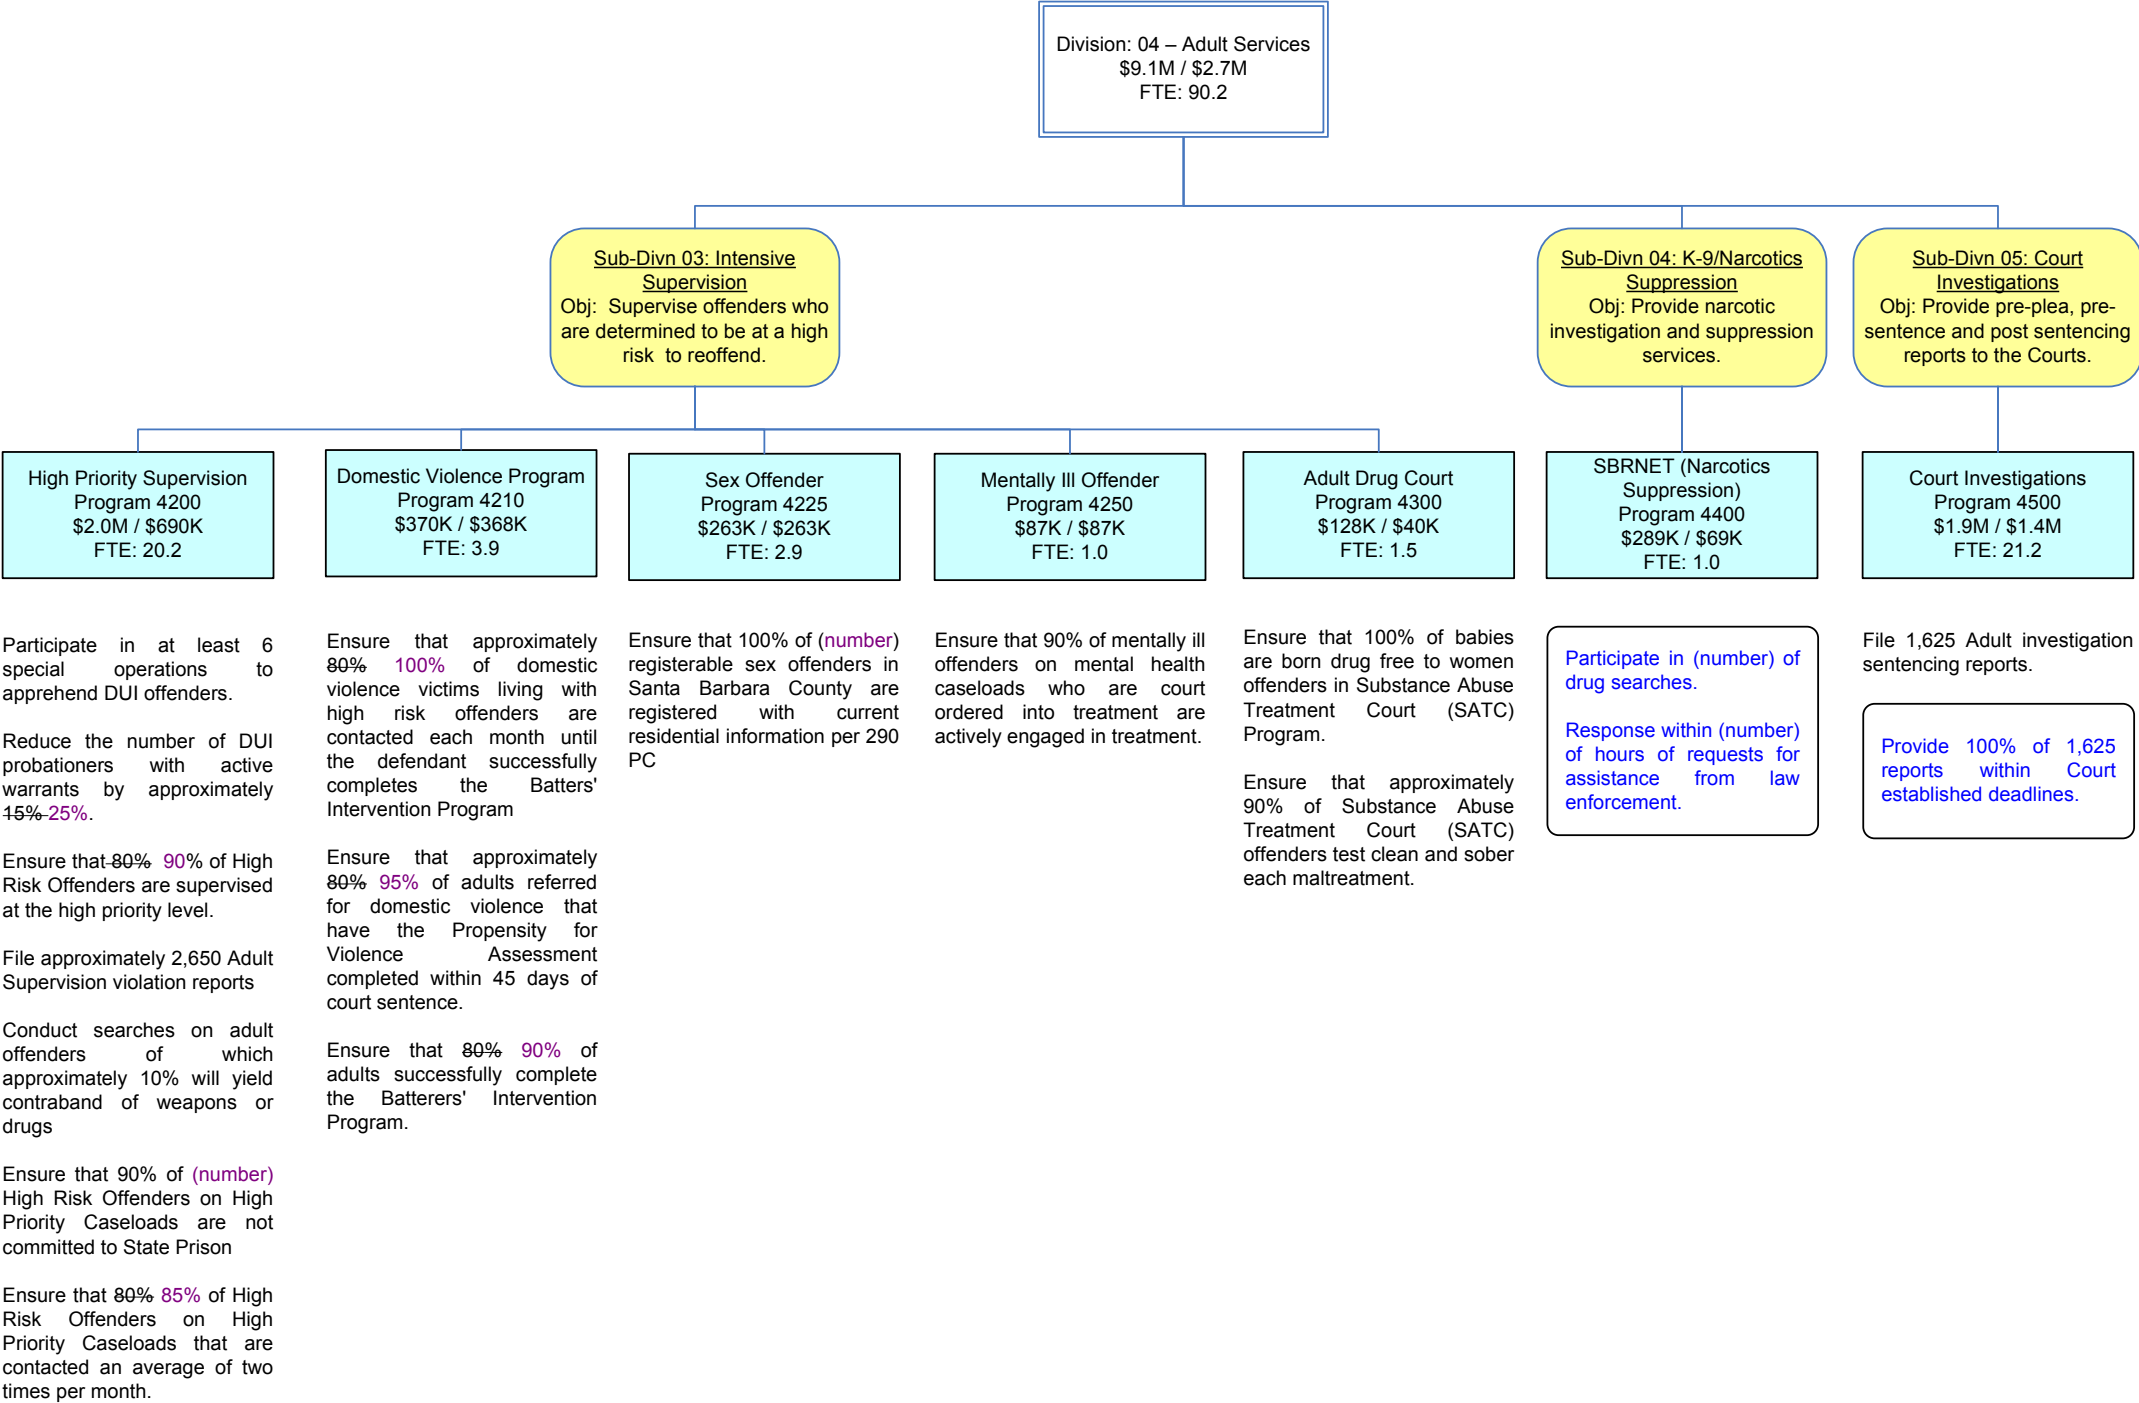 Division: 04 – Adult Services
$9.1M / $2.7M
FTE: 90.2
Sub-Divn 03: Intensive
Supervision
Obj:  Supervise offenders who
are determined to be at a high
risk  to reoffend.
Sub-Divn 04: K-9/Narcotics
Suppression
Obj: Provide narcotic
investigation and suppression
services.
Sub-Divn 05: Court
Investigations
Obj: Provide pre-plea, pre-
sentence and post sentencing
reports to the Courts.
High Priority Supervision
Program 4200
$2.0M / $690K
FTE: 20.2
Domestic Violence Program
Program 4210
$370K / $368K
FTE: 3.9
Sex Offender
Program 4225
$263K / $263K
FTE: 2.9
Mentally Ill Offender
Program 4250
$87K / $87K
FTE: 1.0
Adult Drug Court
Program 4300
$128K / $40K
FTE: 1.5
SBRNET (Narcotics
Suppression)
Program 4400
$289K / $69K
FTE: 1.0
Court Investigations
Program 4500
$1.9M / $1.4M
FTE: 21.2
Participate in at least 6
special operations to
apprehend DUI offenders.
Reduce the number of DUI
probationers with active
warrants by approximately
15% 25%.
Ensure that 80% 90% of High
Risk Offenders are supervised
at the high priority level.
File approximately 2,650 Adult
Supervision violation reports
Conduct searches on adult
offenders of which
approximately 10% will yield
contraband of weapons or
drugs
Ensure that 90% of (number)
High Risk Offenders on High
Priority Caseloads are not
committed to State Prison
Ensure that 80% 85% of High
Risk Offenders on High
Priority Caseloads that are
contacted an average of two
times per month.
Ensure that approximately
80% 100% of domestic
violence victims living with
high risk offenders are
contacted each month until
the defendant successfully
completes the Batters'
Intervention Program
Ensure that approximately
80% 95% of adults referred
for domestic violence that
have the Propensity for
Violence Assessment
completed within 45 days of
court sentence.
Ensure that 80% 90% of
adults successfully complete
the Batterers' Intervention
Program.
Ensure that 100% of (number)
registerable sex offenders in
Santa Barbara County are
registered with current
residential information per 290
PC
Ensure that 90% of mentally ill
offenders on mental health
caseloads who are court
ordered into treatment are
actively engaged in treatment.
Ensure that 100% of babies
are born drug free to women
offenders in Substance Abuse
Treatment Court (SATC)
Program.
Ensure that approximately
90% of Substance Abuse
Treatment Court (SATC)
offenders test clean and sober
each maltreatment.
Participate in (number) of
drug searches.
Response within (number)
of hours of requests for
assistance from law
enforcement.
File 1,625 Adult investigation
sentencing reports.
Provide 100% of 1,625
reports within Court
established deadlines.